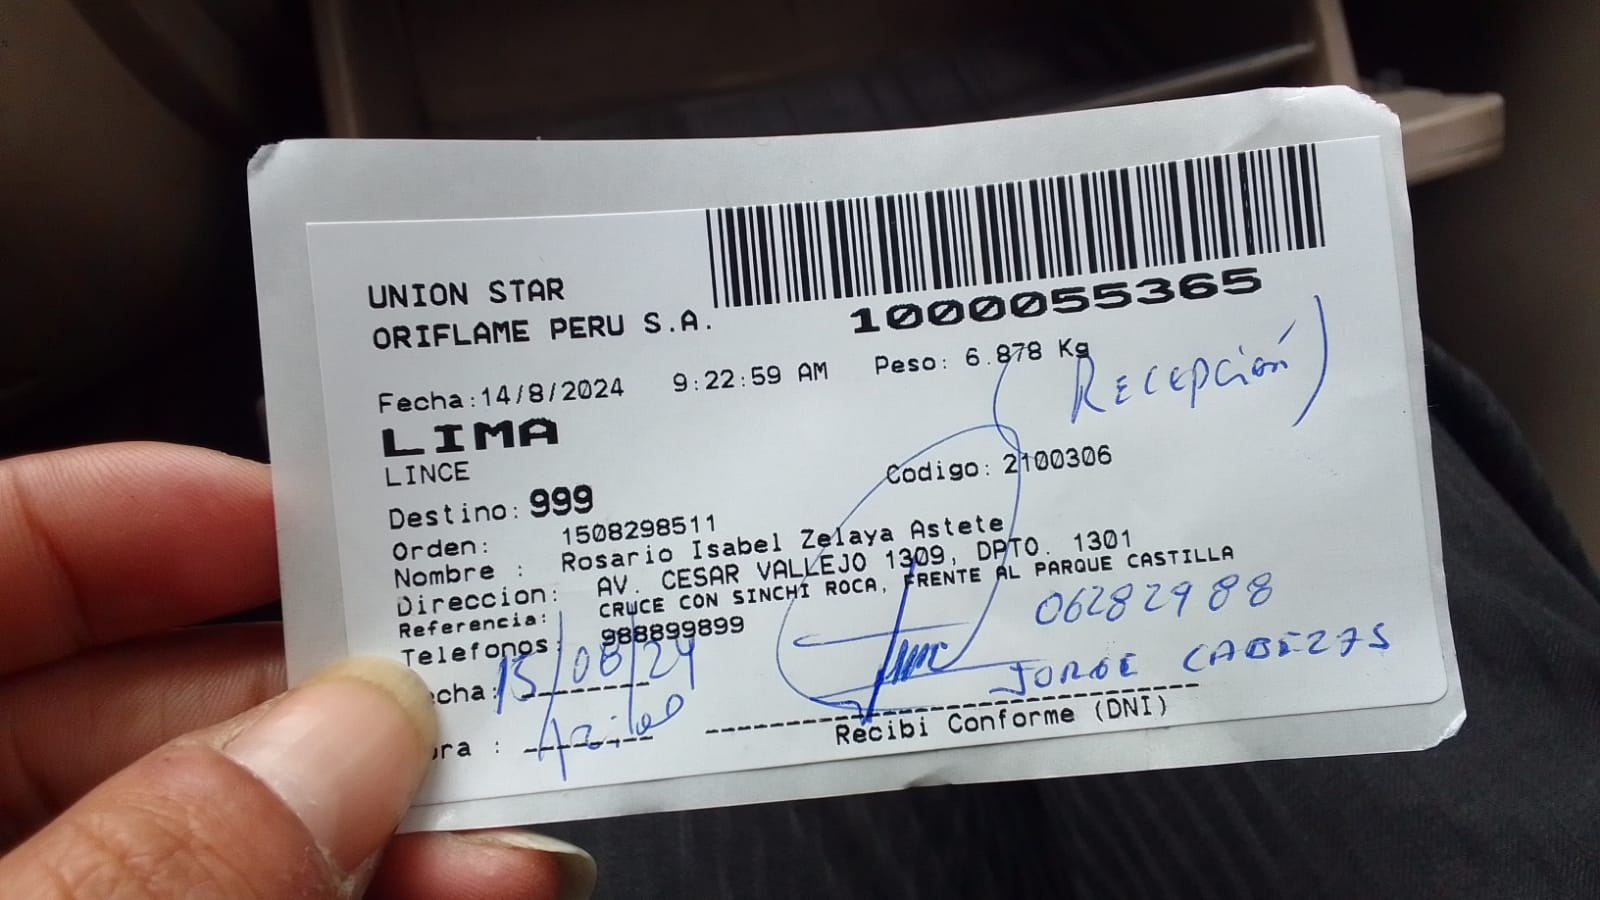 UNION STAR
ORIFLAME PERU S.A.
1000055365
Fecha:14/8/2024 9:22:59 AM Peso: 6.878 Kg
(RECEPCIÓN)
LIMA
LINCE
Codigo: 2100306
Destino: 999
Orden: 1508298511
Nombre : Rosario Isabel Zelaya Astete
Direccion: AV. CESAR VALLEJO 1309, DPTO. 1301
Referencia: CRUCE CON SINCHI ROCA, FRENTE AL PARQUE CASTILLA
Telefonos: 988899899
06282988
echa: 15/08/24
JORGE CABEZAS
ora :
Recibi Conforme (DNI)